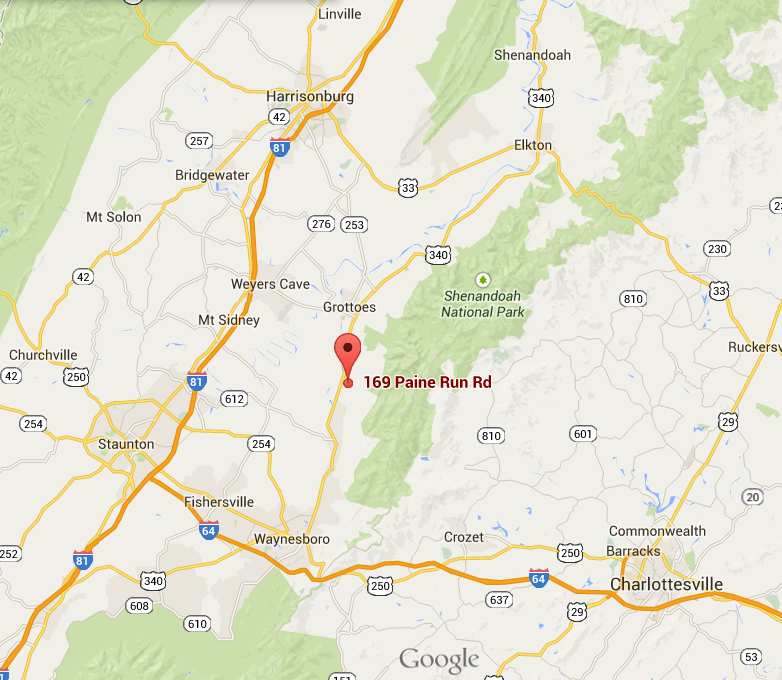 Linville
Shenandoah
Harrisonburg
340
42
257
81
Elkton
Bridgewater
33
Mt Solon
276
253
230
340
42
Weyers Cave
Shenandoah
National Park
33
810
Grottoes
Mt Sidney
Churchville
Ruckersv
42
250
81
169 Paine Run Rd
612
254
29
Staunton
254
810
601
Fishersville
20
64
Waynesboro
Crozet
Commonwealth
252
81
250
Barracks
340
250
64
Charlottesville
608
637
29
610
Google
53